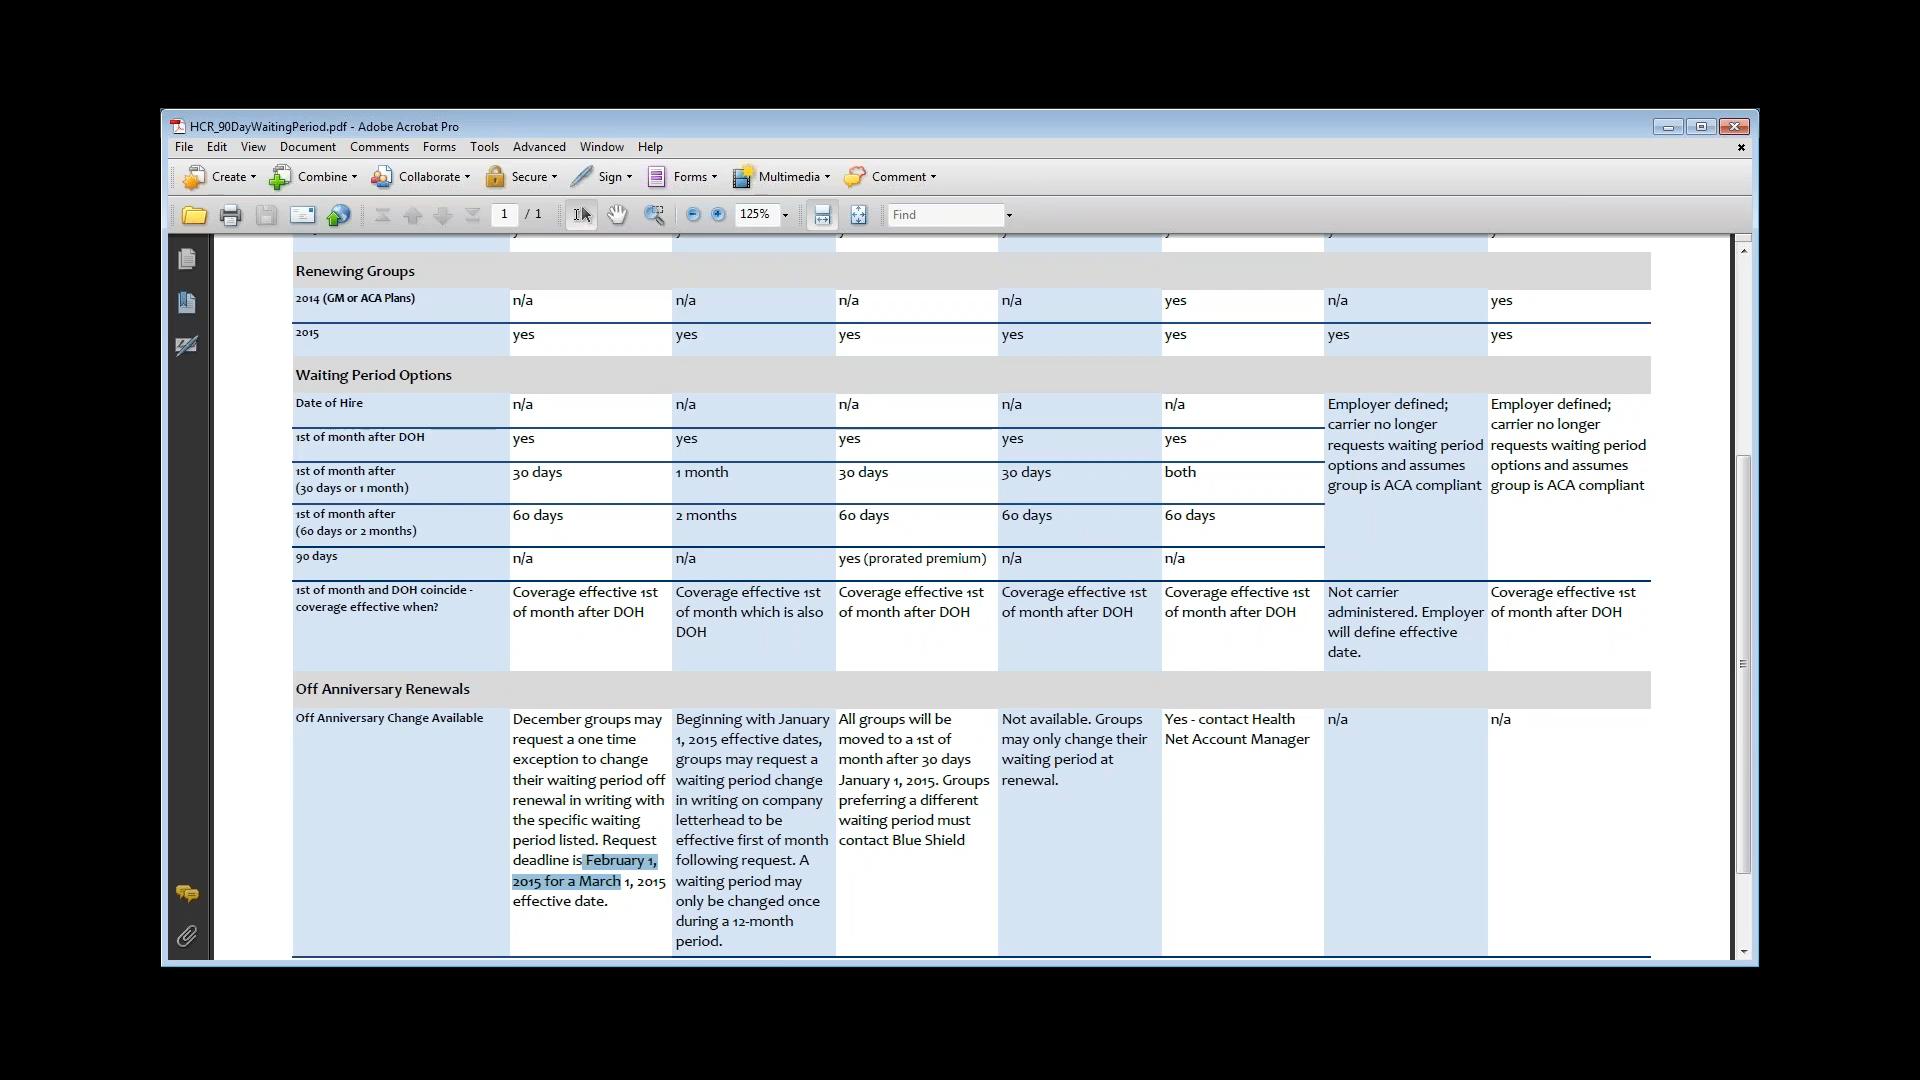 HCR_90DayWaitingPeriod.pdf - Adobe Acrobat Pro
File Edit View Document Comments Forms Tools Advanced Window Help
Create Combine Collaborate Secure Sign Forms Multimedia Comment
1 / 1 125% Find
Renewing Groups
2014 (GM or ACA Plans) n/a n/a n/a n/a yes n/a yes
2015 yes yes yes yes yes yes yes
Waiting Period Options
Date of Hire n/a n/a n/a n/a n/a
1st of month after DOH yes yes yes yes yes
1st of month after
(30 days or 1 month) 30 days 1 month 30 days 30 days both
1st of month after
(60 days or 2 months) 60 days 2 months 60 days 60 days 60 days
90 days n/a n/a yes (prorated premium) n/a n/a
Employer defined;
carrier no longer
requests waiting period
options and assumes
group is ACA compliant
Employer defined;
carrier no longer
requests waiting period
options and assumes
group is ACA compliant
1st of month and DOH coincide -
coverage effective when?
Coverage effective 1st
of month after DOH
Coverage effective 1st
of month which is also
DOH
Coverage effective 1st
of month after DOH
Coverage effective 1st
of month after DOH
Coverage effective 1st
of month after DOH
Not carrier
administered. Employer
will define effective
date.
Coverage effective 1st
of month after DOH
Off Anniversary Renewals
Off Anniversary Change Available
December groups may
request a one time
exception to change
their waiting period off
renewal in writing with
the specific waiting
period listed. Request
deadline is February 1,
2015 for a March 1, 2015
effective date.
Beginning with January
1, 2015 effective dates,
groups may request a
waiting period change
in writing on company
letterhead to be
effective first of month
following request. A
waiting period may
only be changed once
during a 12-month
period.
All groups will be
moved to a 1st of
month after 30 days
January 1, 2015. Groups
preferring a different
waiting period must
contact Blue Shield
Not available. Groups
may only change their
waiting period at
renewal.
Yes - contact Health
Net Account Manager
n/a
n/a